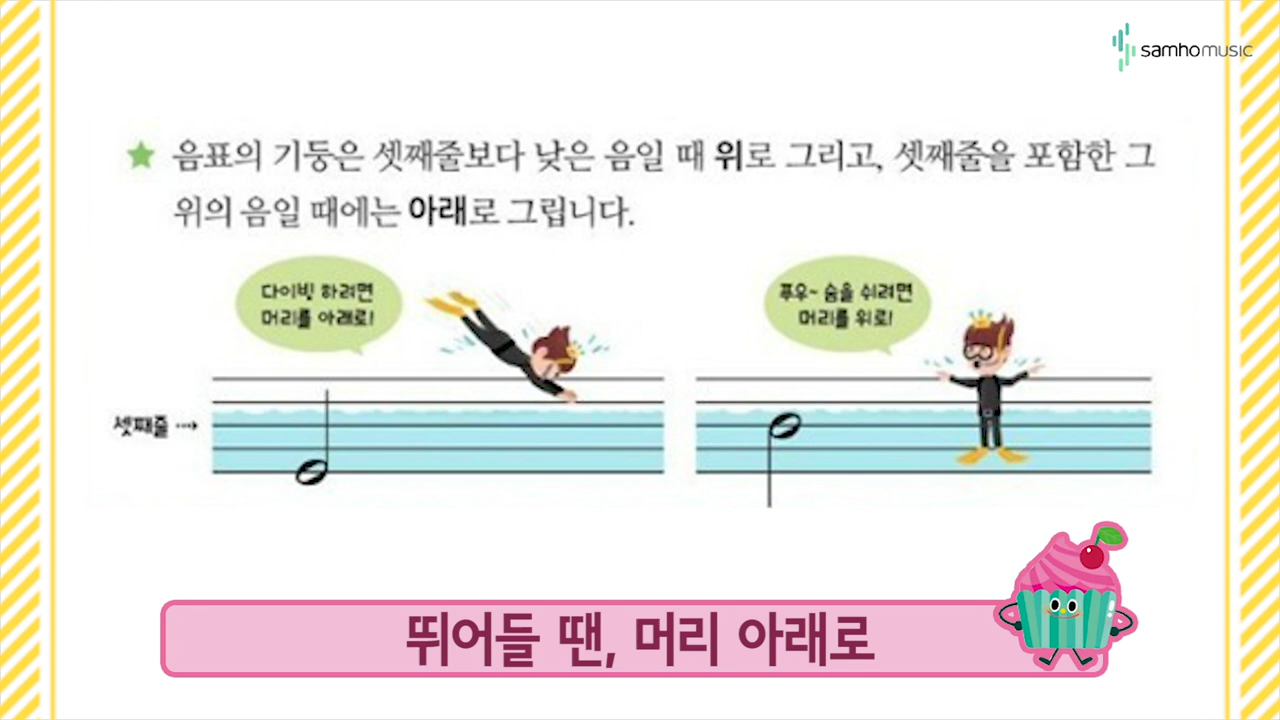 samhomusic
음표의 기둥은 셋째줄보다 낮은 음일 때 위로 그리고, 셋째줄을 포함한 그
위의 음일 때에는 아래로 그립니다.
다이빙 하려면
머리를 아래로!
푸우~ 숨을 쉬려면
머리를 위로!
셋째줄 ···→
뛰어들 땐, 머리 아래로